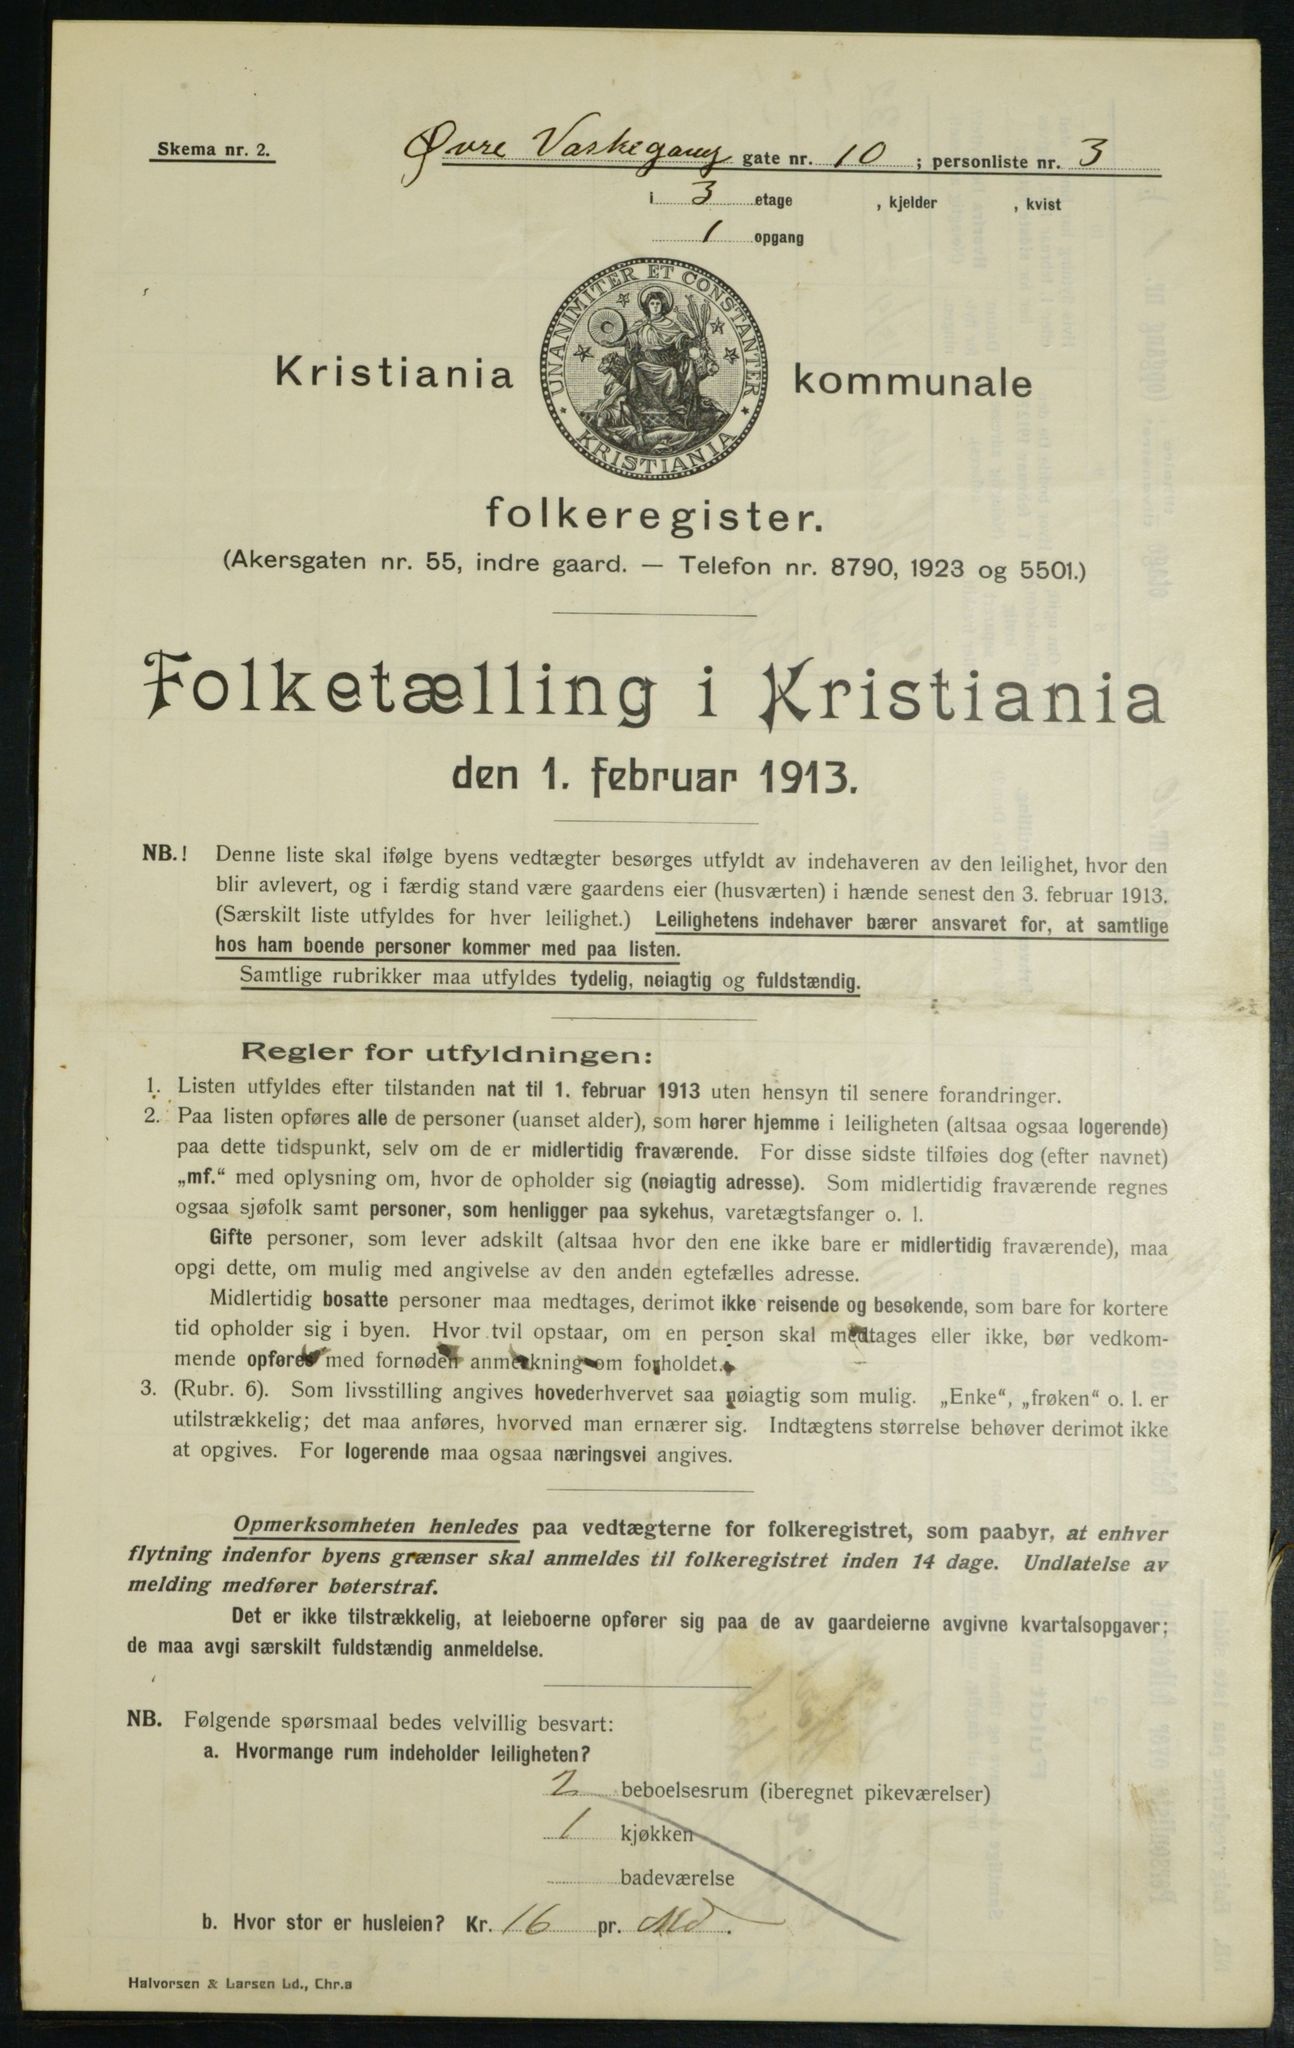 Skema nr. 2. Øvre Vaskegang gate nr. 10 ; personliste nr. 3
i 3 etage , kjelder , kvist
1 opgang
UNANIMITER ET CONSTANTER
KRISTIANIA
Kristiania kommunale
folkeregister.
(Akersgaten nr. 55, indre gaard. — Telefon nr. 8790, 1923 og 5501.)
Folketælling i Kristiania
den 1. februar 1913.
NB.! Denne liste skal ifølge byens vedtægter besørges utfyldt av indehaveren av den leilighet, hvor den
blir avlevert, og i færdig stand være gaardens eier (husværten) i hænde senest den 3. februar 1913.
(Særskilt liste utfyldes for hver leilighet.) Leilighetens indehaver bærer ansvaret for, at samtlige
hos ham boende personer kommer med paa listen.
Samtlige rubrikker maa utfyldes tydelig, nøiagtig og fuldstændig.
Regler for utfyldningen:
1. Listen utfyldes efter tilstanden nat til 1. februar 1913 uten hensyn til senere forandringer.
2. Paa listen opføres alle de personer (uanset alder), som hører hjemme i leiligheten (altsaa ogsaa logerende)
paa dette tidspunkt, selv om de er midlertidig fraværende. For disse sidste tilføies dog (efter navnet)
„mf.“ med oplysning om, hvor de opholder sig (nøiagtig adresse). Som midlertidig fraværende regnes
ogsaa sjøfolk samt personer, som henligger paa sykehus, varetægtsfanger o. l.
Gifte personer, som lever adskilt (altsaa hvor den ene ikke bare er midlertidig fraværende), maa
opgi dette, om mulig med angivelse av den anden egtefælles adresse.
Midlertidig bosatte personer maa medtages, derimot ikke reisende og besøkende, som bare for kortere
tid opholder sig i byen. Hvor tvil opstaar, om en person skal medtages eller ikke, bør vedkom-
mende opføres med fornøden anmerkning om forholdet.
3. (Rubr. 6). Som livsstilling angives hovederhvervet saa nøiagtig som mulig. „Enke“, „frøken“ o. l. er
utilstrækkelig; det maa anføres, hvorved man ernærer sig. Indtægtens størrelse behøver derimot ikke
at opgives. For logerende maa ogsaa næringsvei angives.
Opmerksomheten henledes paa vedtægterne for folkeregistret, som paabyr, at enhver
flytning indenfor byens grænser skal anmeldes til folkeregistret inden 14 dage. Undlatelse av
melding medfører bøterstraf.
Det er ikke tilstrækkelig, at leieboerne opfører sig paa de av gaardeierne avgivne kvartalsopgaver;
de maa avgi særskilt fuldstændig anmeldelse.
NB. Følgende spørsmaal bedes velvillig besvart:
a. Hvormange rum indeholder leiligheten?
2 beboelsesrum (iberegnet pikeværelser)
1 kjøkken
badeværelse
b. Hvor stor er husleien? Kr. 16 pr. Md.
Halvorsen & Larsen Ld., Chr.a